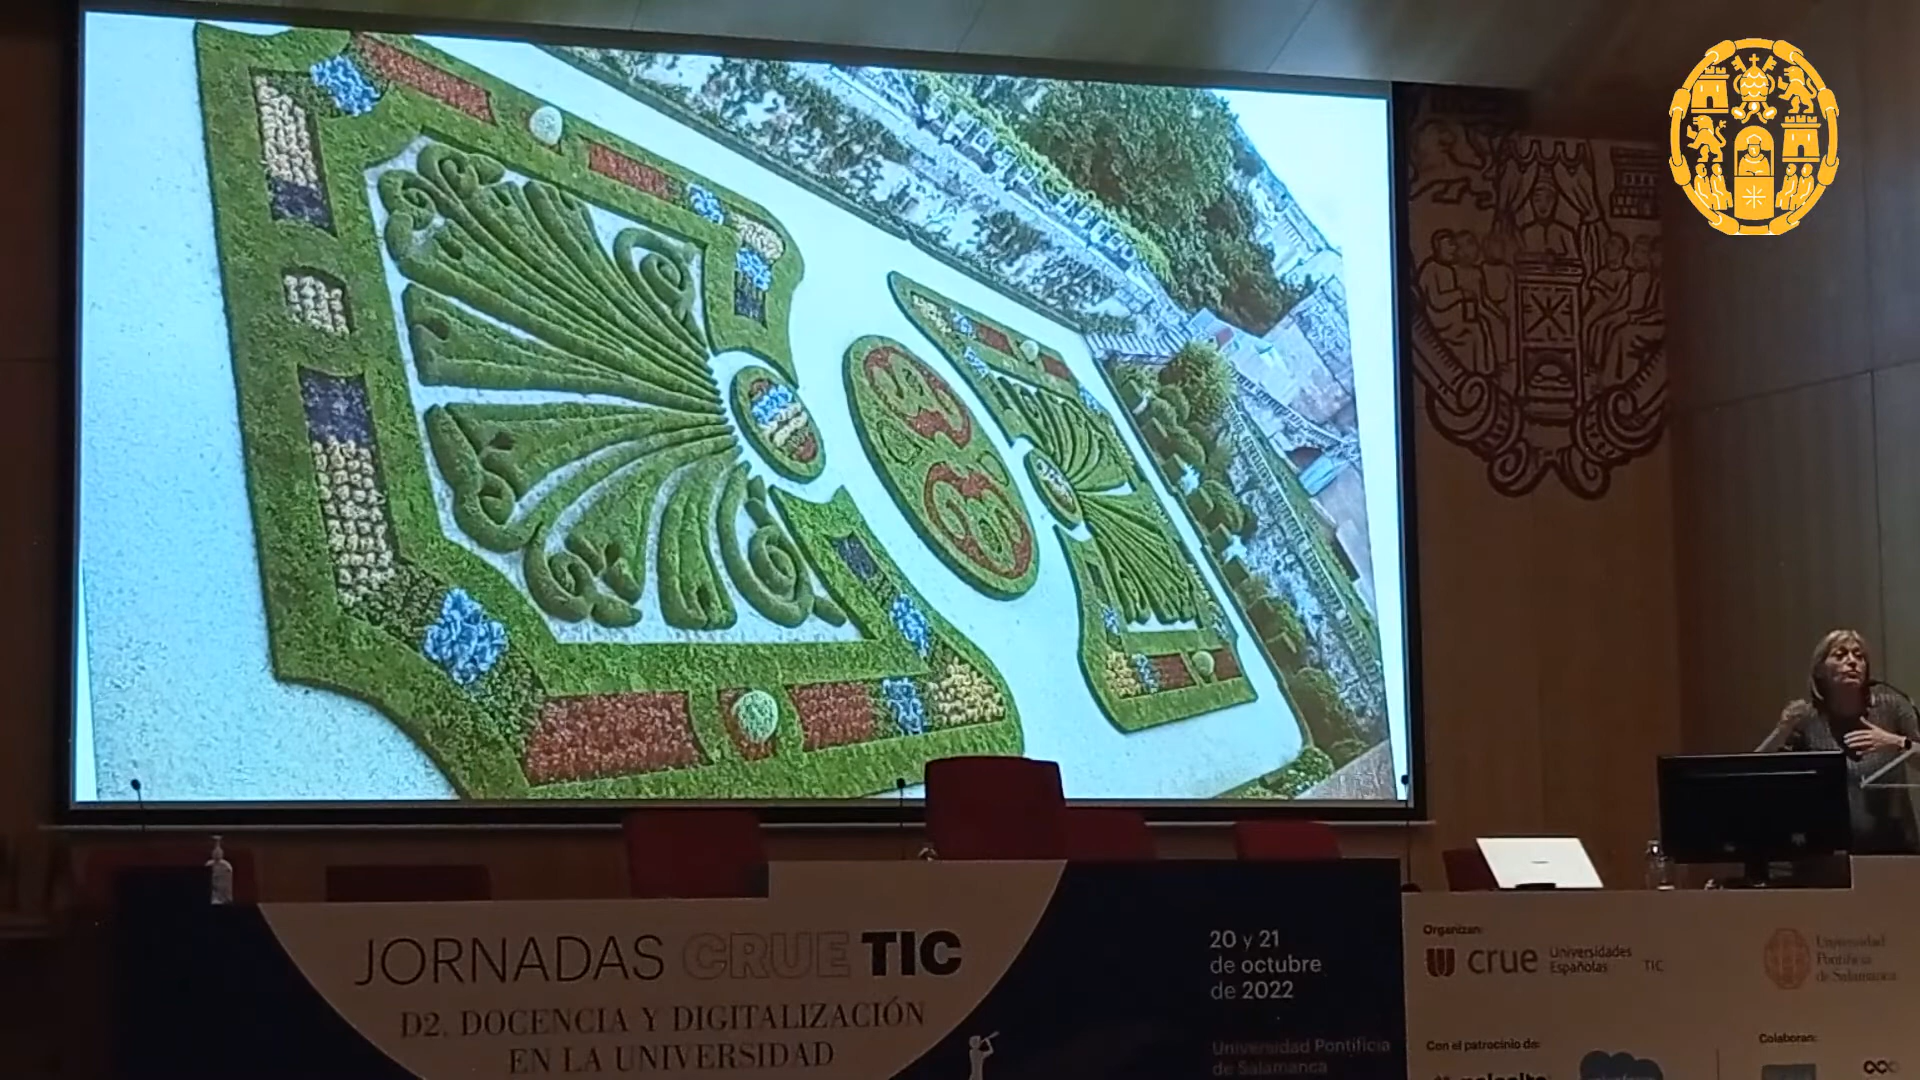 JORNADAS CRUE TIC
D2. DOCENCIA Y DIGITALIZACIÓN
EN LA UNIVERSIDAD
20 y 21
de octubre
de 2022
Universidad Pontificia
de Salamanca
Organizan:
crue Universidades
Españolas TIC
Universidad
Pontificia
de Salamanca
Con el patrocinio de:
Colaboran: